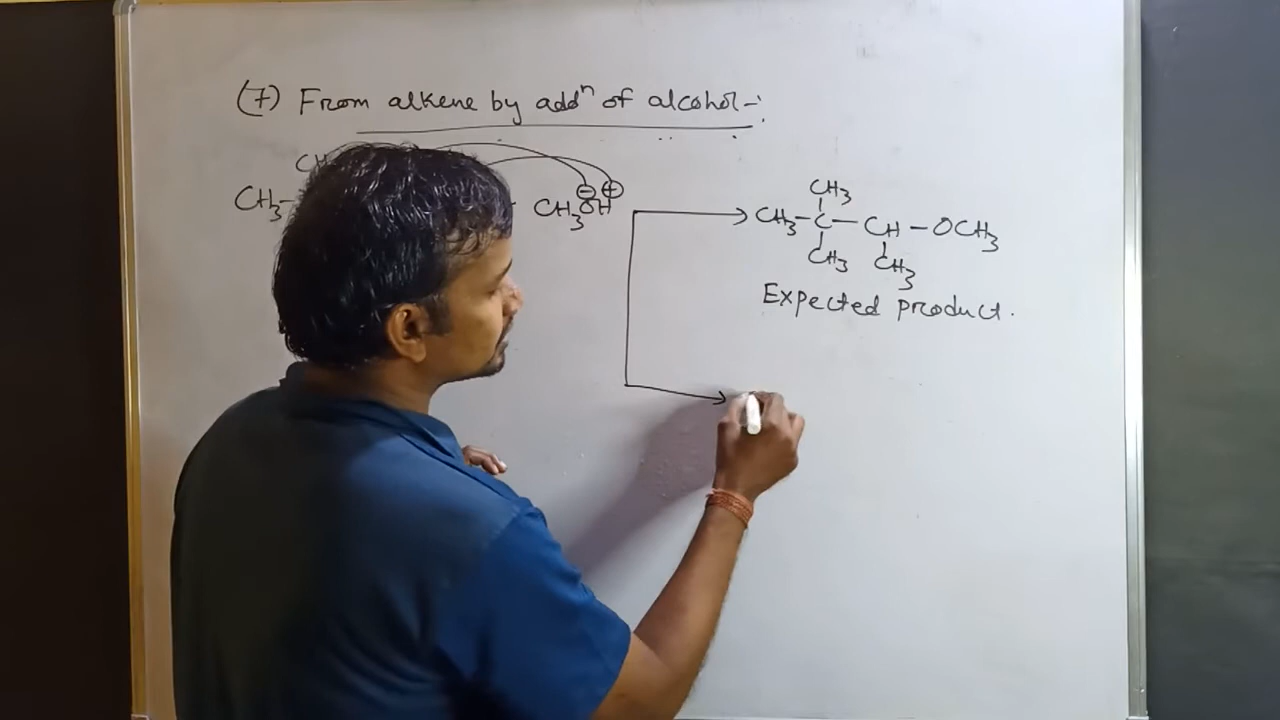 (7) From alkene by addⁿ of alcohol-:
CH₃-
CH₃OH
⊖ ⊕
CH₃
CH₃-C-CH-OCH₃
CH₃ CH₃
Expected product.